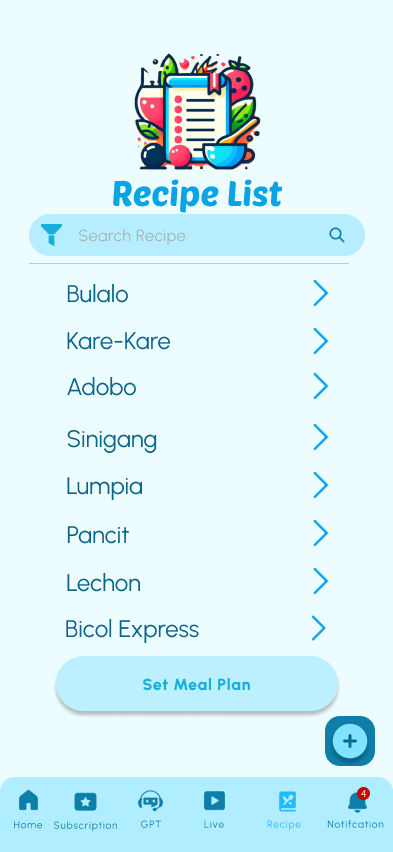 Recipe List
Search Recipe
Bulalo
Kare-Kare
Adobo
Sinigang
Lumpia
Pancit
Lechon
Bicol Express
Set Meal Plan
4
Home Subscription GPT Live Recipe Notifcation